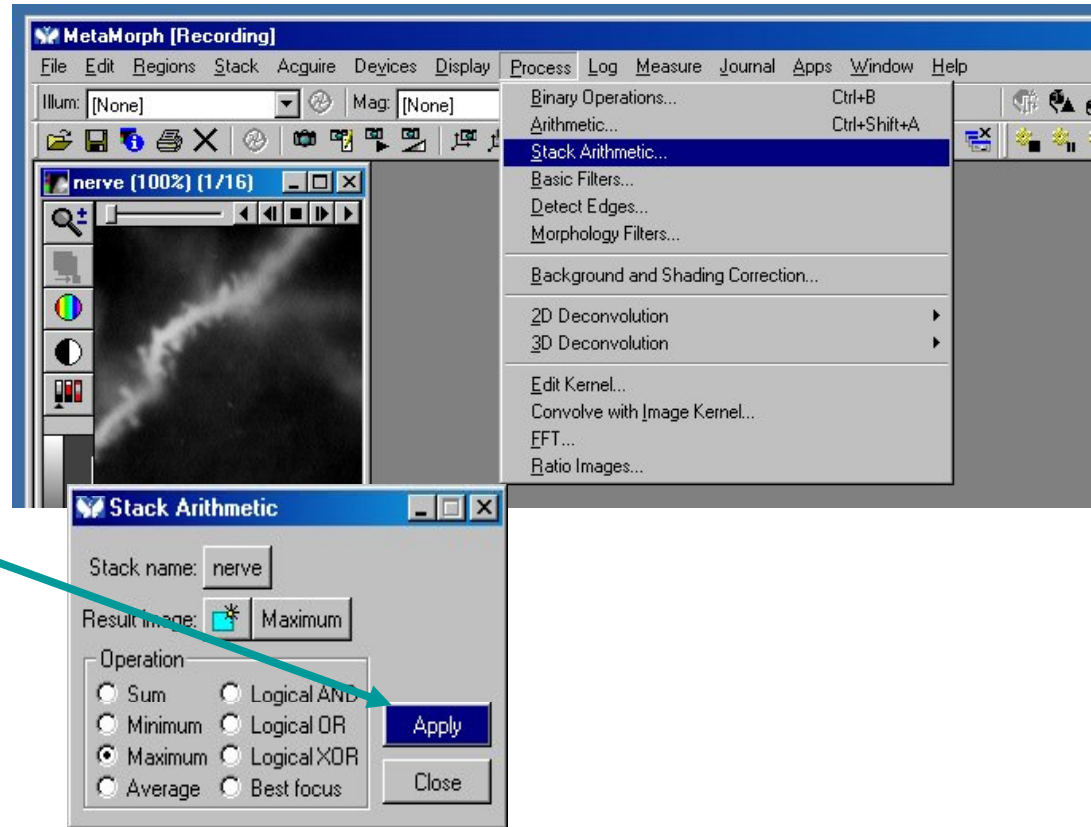 MetaMorph [Recording]
File Edit Regions Stack Acquire Devices Display Process Log Measure Journal Apps Window Help
Illum: [None] Mag: [None]
Binary Operations... Ctrl+B
Arithmetic... Ctrl+Shift+A
Stack Arithmetic...
Basic Filters...
Detect Edges...
Morphology Filters...
Background and Shading Correction...
2D Deconvolution
3D Deconvolution
Edit Kernel...
Convolve with Image Kernel...
FFT...
Ratio Images...
nerve (100%) (1/16)
Stack Arithmetic
Stack name: nerve
Result Image: Maximum
Operation
Sum Logical AND
Minimum Logical OR
Maximum Logical XOR
Average Best focus
Apply
Close